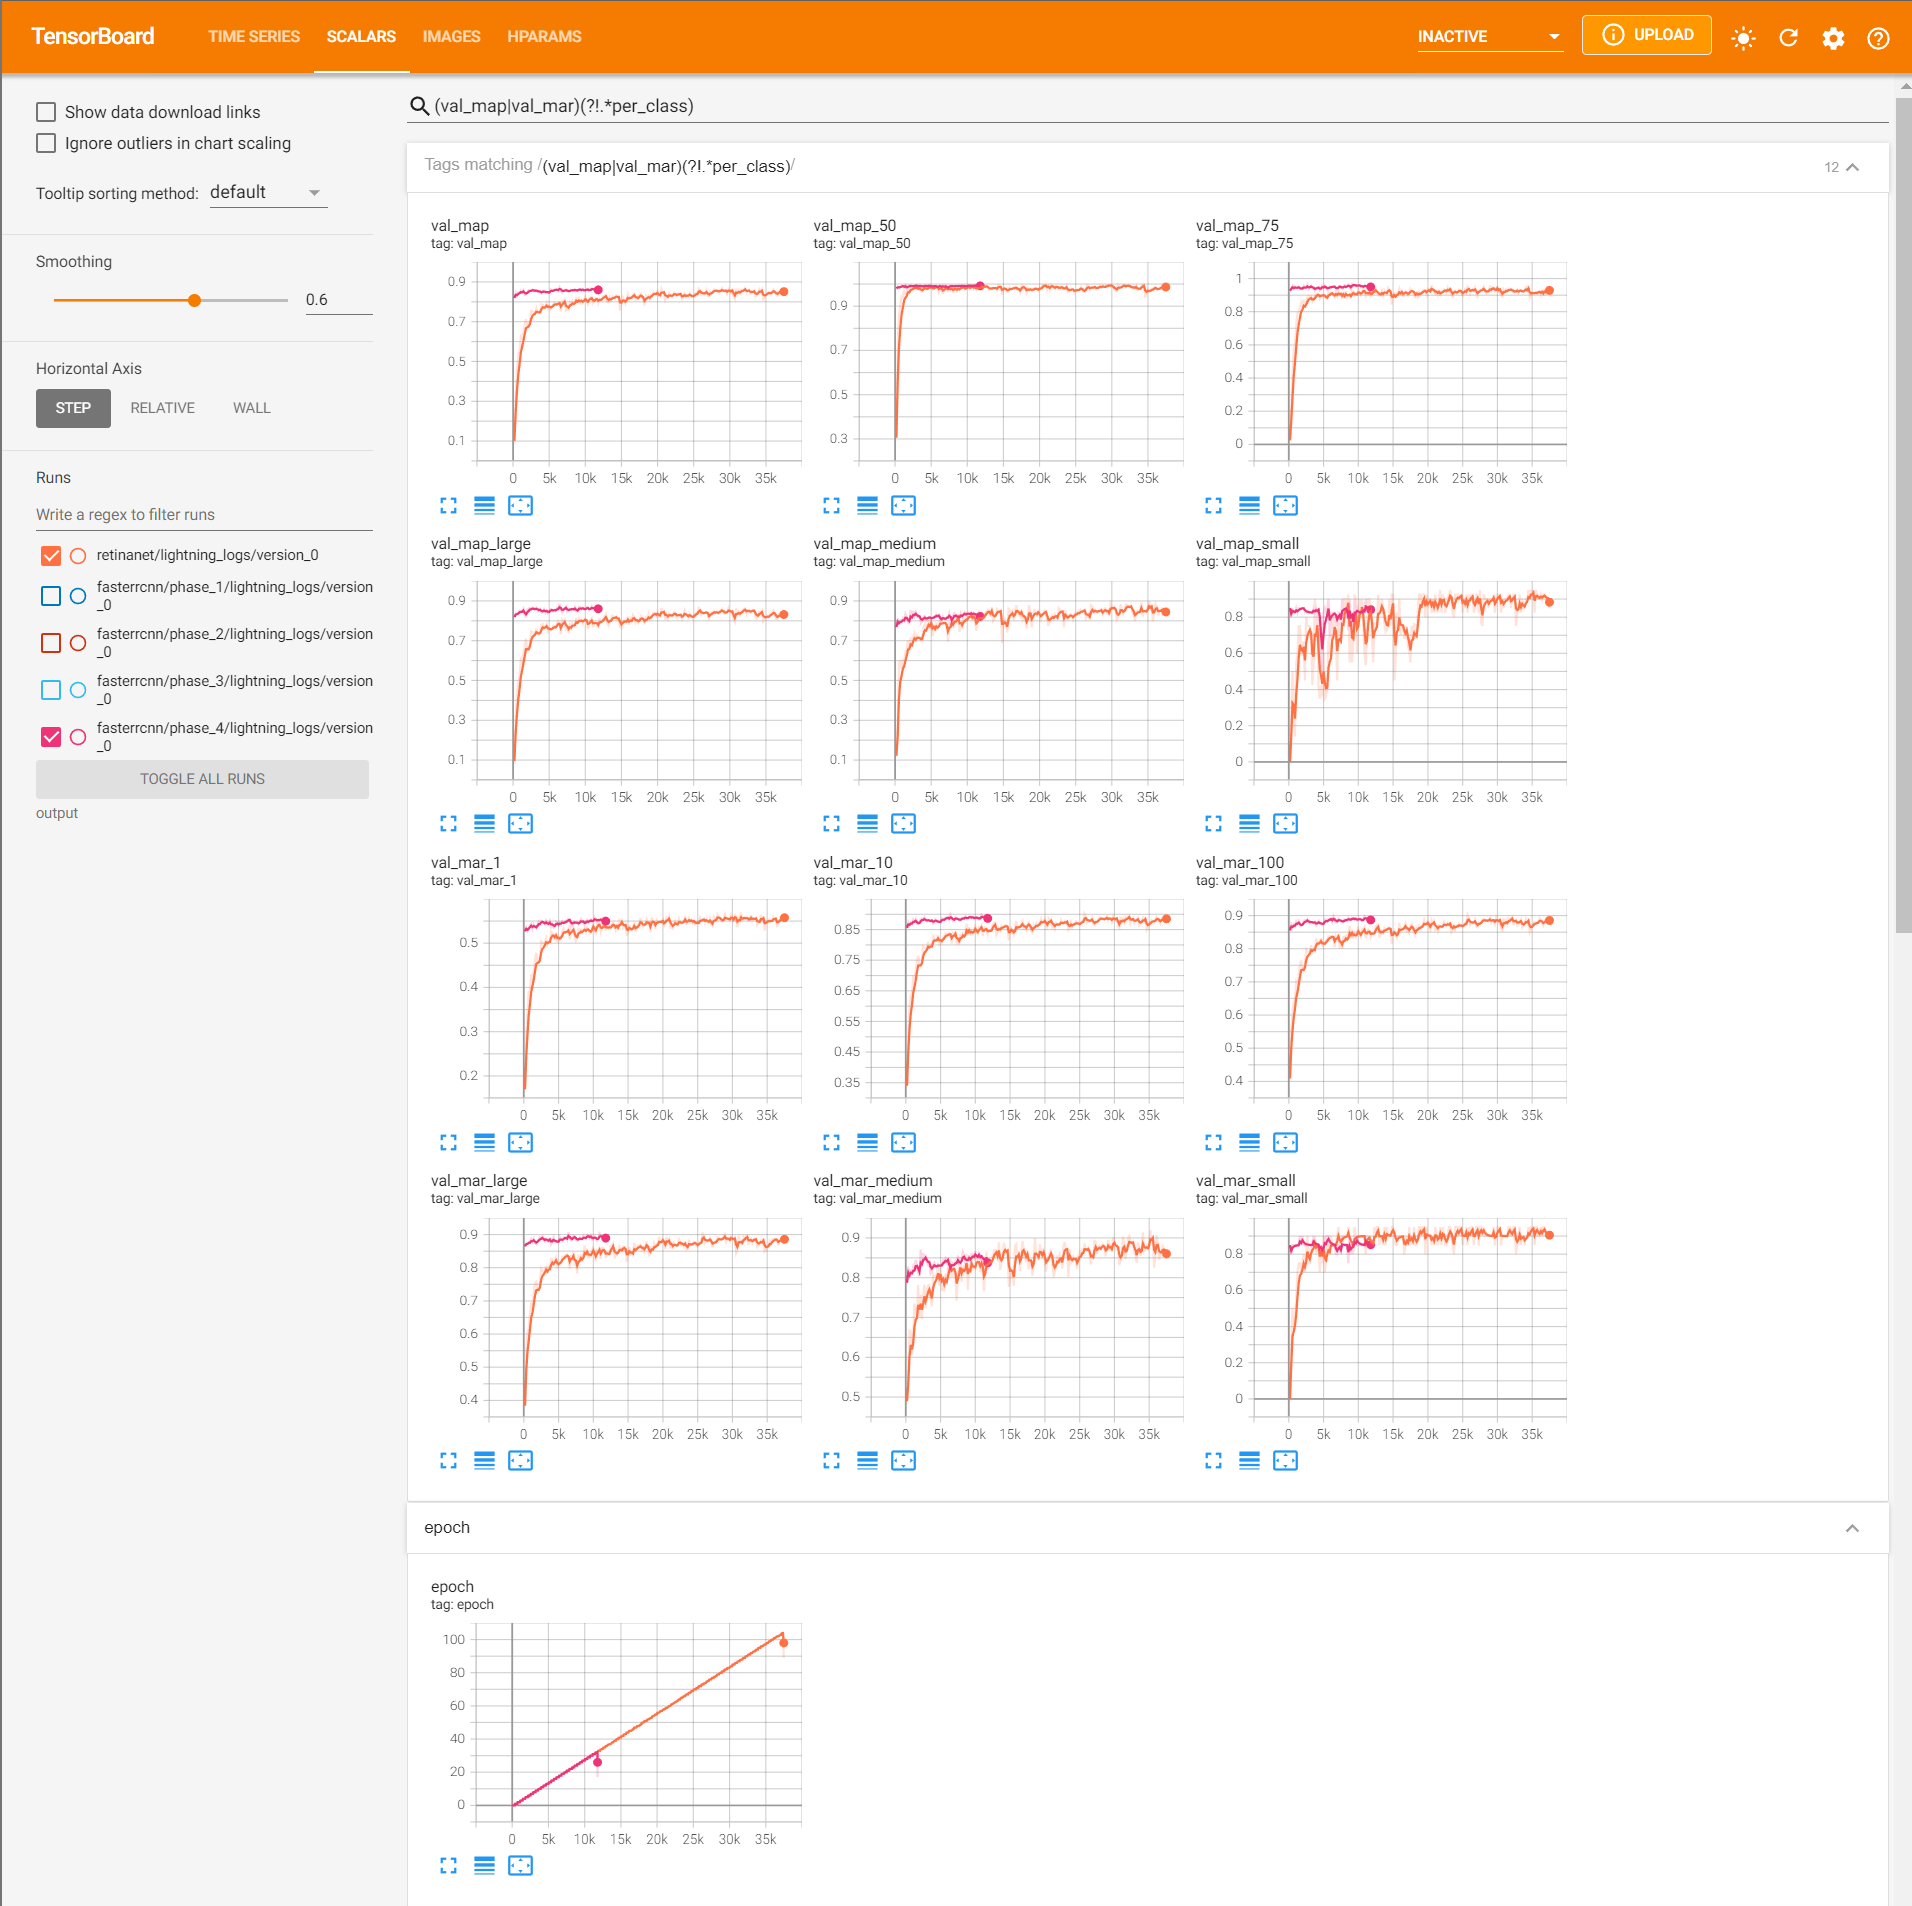 TensorBoard
TIME SERIES SCALARS IMAGES HPARAMS
INACTIVE
UPLOAD
Show data download links
Ignore outliers in chart scaling
Tooltip sorting method: default
Smoothing
0.6
Horizontal Axis
STEP RELATIVE WALL
Runs
Write a regex to filter runs
retinanet/lightning_logs/version_0
fasterrcnn/phase_1/lightning_logs/version
_0
fasterrcnn/phase_2/lightning_logs/version
_0
fasterrcnn/phase_3/lightning_logs/version
_0
fasterrcnn/phase_4/lightning_logs/version
_0
TOGGLE ALL RUNS
output
(val_map|val_mar)(?!.*per_class)
Tags matching /(val_map|val_mar)(?!.*per_class)/
12
val_map
tag: val_map
0.9
0.7
0.5
0.3
0.1
0 5k 10k 15k 20k 25k 30k 35k
val_map_50
tag: val_map_50
0.9
0.7
0.5
0.3
0 5k 10k 15k 20k 25k 30k 35k
val_map_75
tag: val_map_75
1
0.8
0.6
0.4
0.2
0
0 5k 10k 15k 20k 25k 30k 35k
val_map_large
tag: val_map_large
0.9
0.7
0.5
0.3
0.1
0 5k 10k 15k 20k 25k 30k 35k
val_map_medium
tag: val_map_medium
0.9
0.7
0.5
0.3
0.1
0 5k 10k 15k 20k 25k 30k 35k
val_map_small
tag: val_map_small
0.8
0.6
0.4
0.2
0
0 5k 10k 15k 20k 25k 30k 35k
val_mar_1
tag: val_mar_1
0.5
0.4
0.3
0.2
0 5k 10k 15k 20k 25k 30k 35k
val_mar_10
tag: val_mar_10
0.85
0.75
0.65
0.55
0.45
0.35
0 5k 10k 15k 20k 25k 30k 35k
val_mar_100
tag: val_mar_100
0.9
0.8
0.7
0.6
0.5
0.4
0 5k 10k 15k 20k 25k 30k 35k
val_mar_large
tag: val_mar_large
0.9
0.8
0.7
0.6
0.5
0.4
0 5k 10k 15k 20k 25k 30k 35k
val_mar_medium
tag: val_mar_medium
0.9
0.8
0.7
0.6
0.5
0 5k 10k 15k 20k 25k 30k 35k
val_mar_small
tag: val_mar_small
0.8
0.6
0.4
0.2
0
0 5k 10k 15k 20k 25k 30k 35k
epoch
epoch
tag: epoch
100
80
60
40
20
0
0 5k 10k 15k 20k 25k 30k 35k